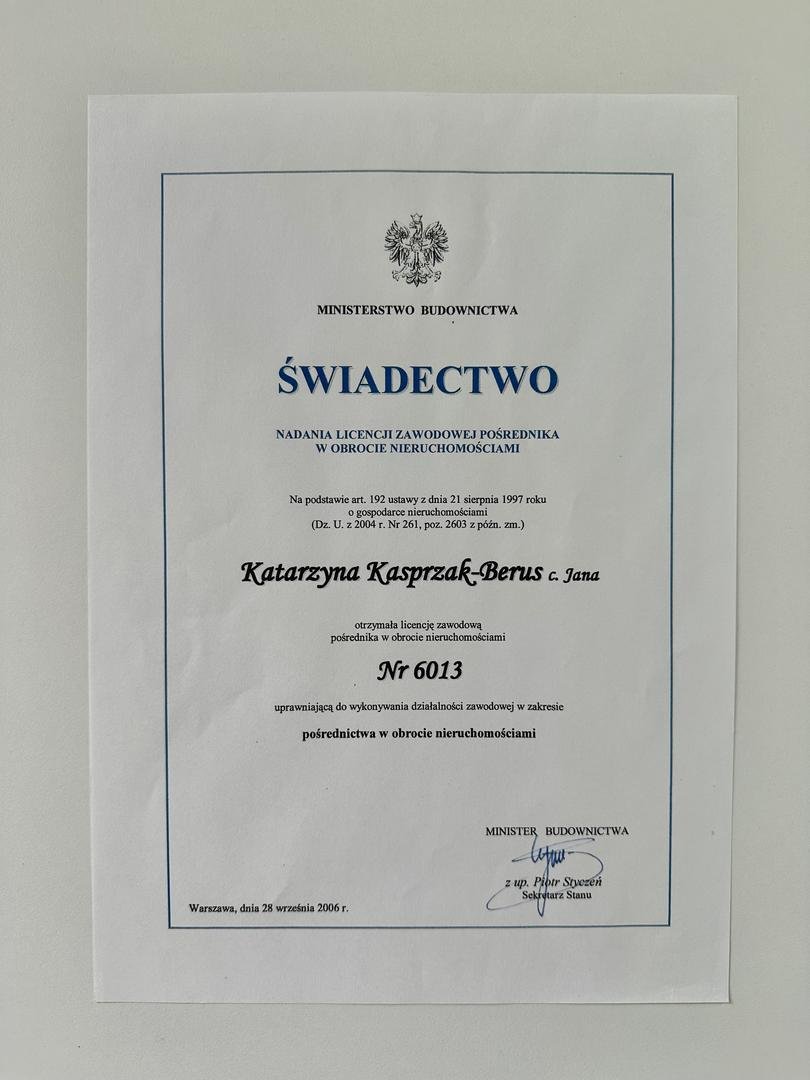 MINISTERSTWO BUDOWNICTWA
ŚWIADECTWO
NADANIA LICENCJI ZAWODOWEJ POŚREDNIKA
W OBROCIE NIERUCHOMOŚCIAMI
Na podstawie art. 192 ustawy z dnia 21 sierpnia 1997 roku
o gospodarce nieruchomościami
(Dz. U. z 2004 r. Nr 261, poz. 2603 z późn. zm.)
Katarzyna Kasprzak-Berus c. Jana
otrzymała licencję zawodową
pośrednika w obrocie nieruchomościami
Nr 6013
uprawniającą do wykonywania działalności zawodowej w zakresie
pośrednictwa w obrocie nieruchomościami
MINISTER BUDOWNICTWA
z up. Piotr Styczeń
Sekretarz Stanu
Warszawa, dnia 28 września 2006 r.